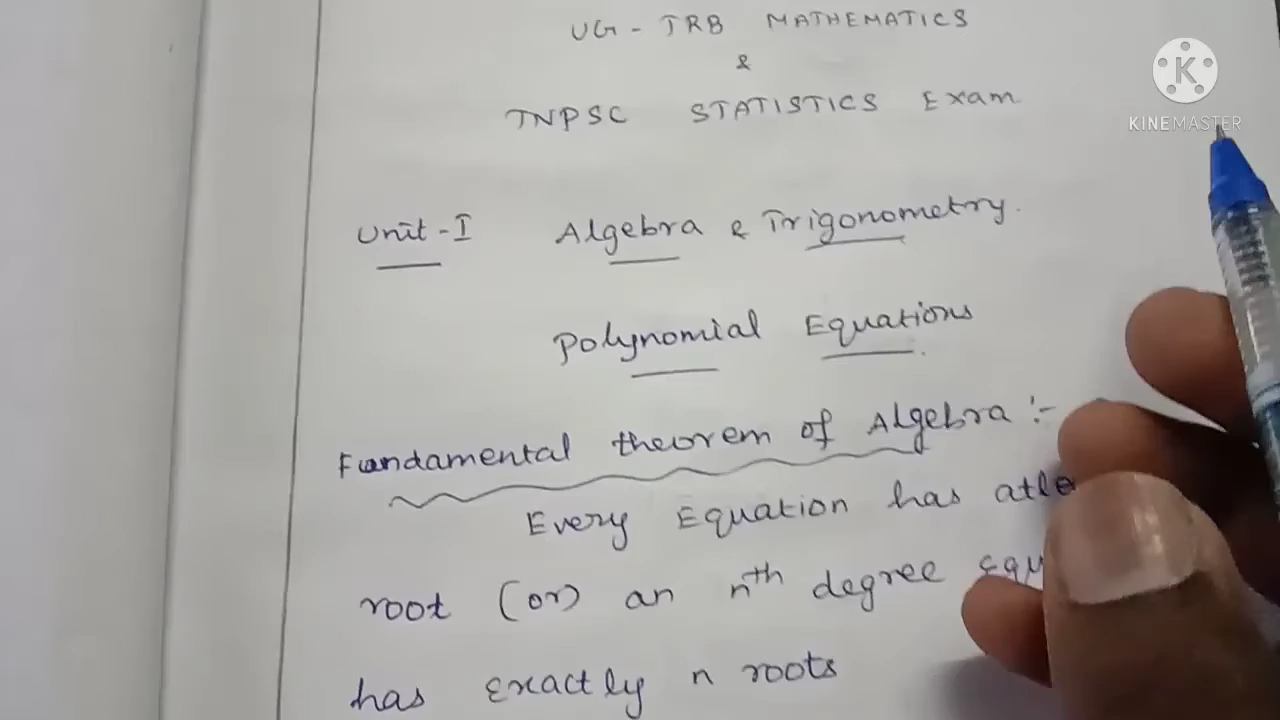 UG - TRB MATHEMATICS
&
TNPSC STATISTICS Exam
KINEMASTER
Unit - I Algebra & Trigonometry.
Polynomial Equations.
Fundamental theorem of Algebra :-
Every Equation has
root (or) an nth degree
has exactly n roots